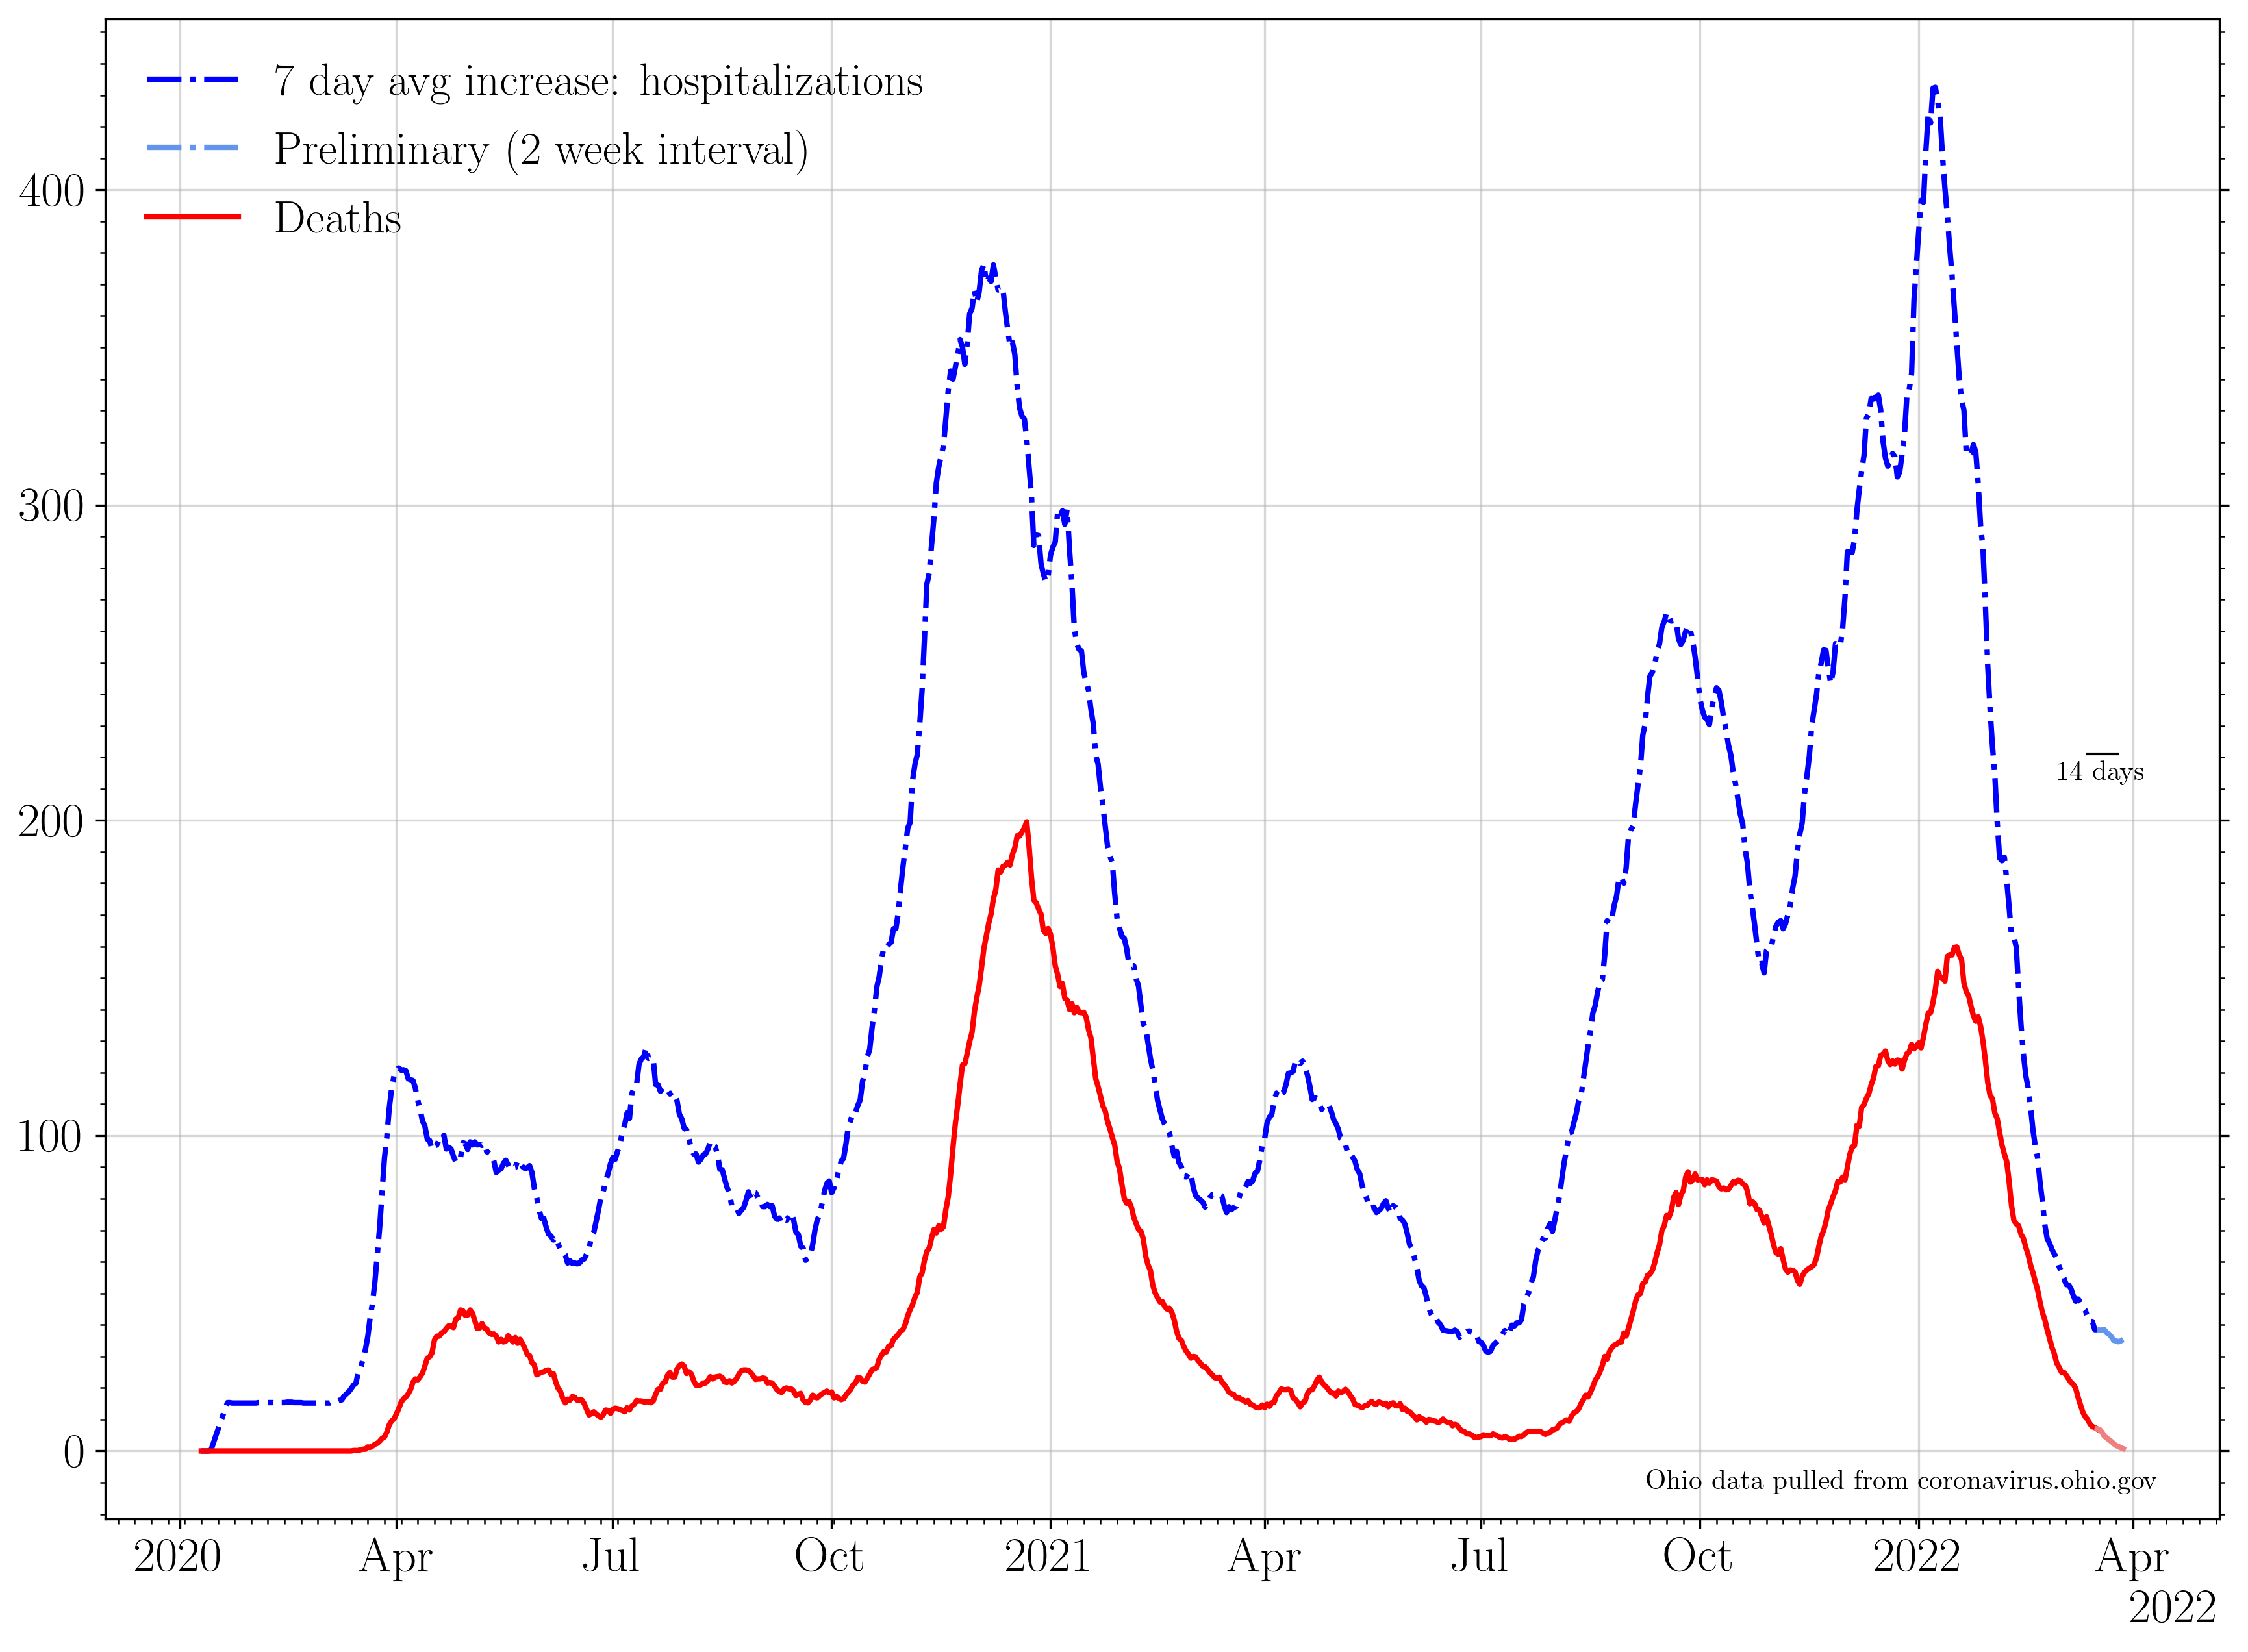 7 day avg increase: hospitalizations
Preliminary (2 week interval)
Deaths
400
300
200
100
0
14 days
Ohio data pulled from coronavirus.ohio.gov
2020 Apr Jul Oct 2021 Apr Jul Oct 2022 Apr
2022